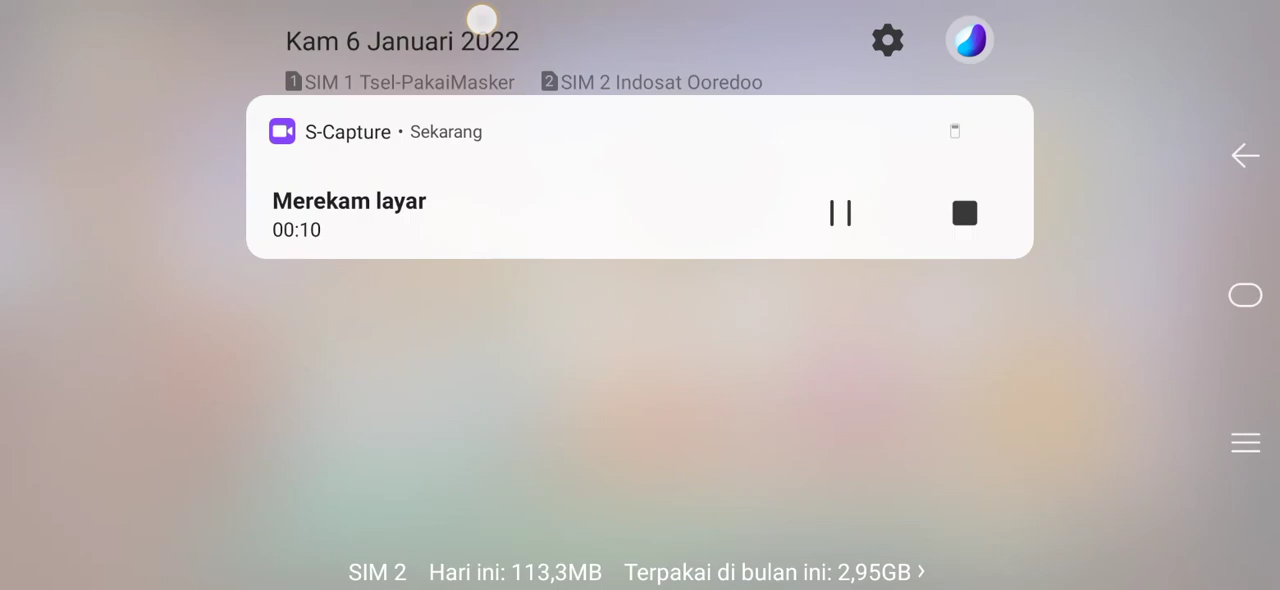 Kam 6 Januari 2022
1 SIM 1 Tsel-PakaiMasker 2 SIM 2 Indosat Ooredoo
S-Capture • Sekarang
Merekam layar
00:10
SIM 2 Hari ini: 113,3MB Terpakai di bulan ini: 2,95GB ›